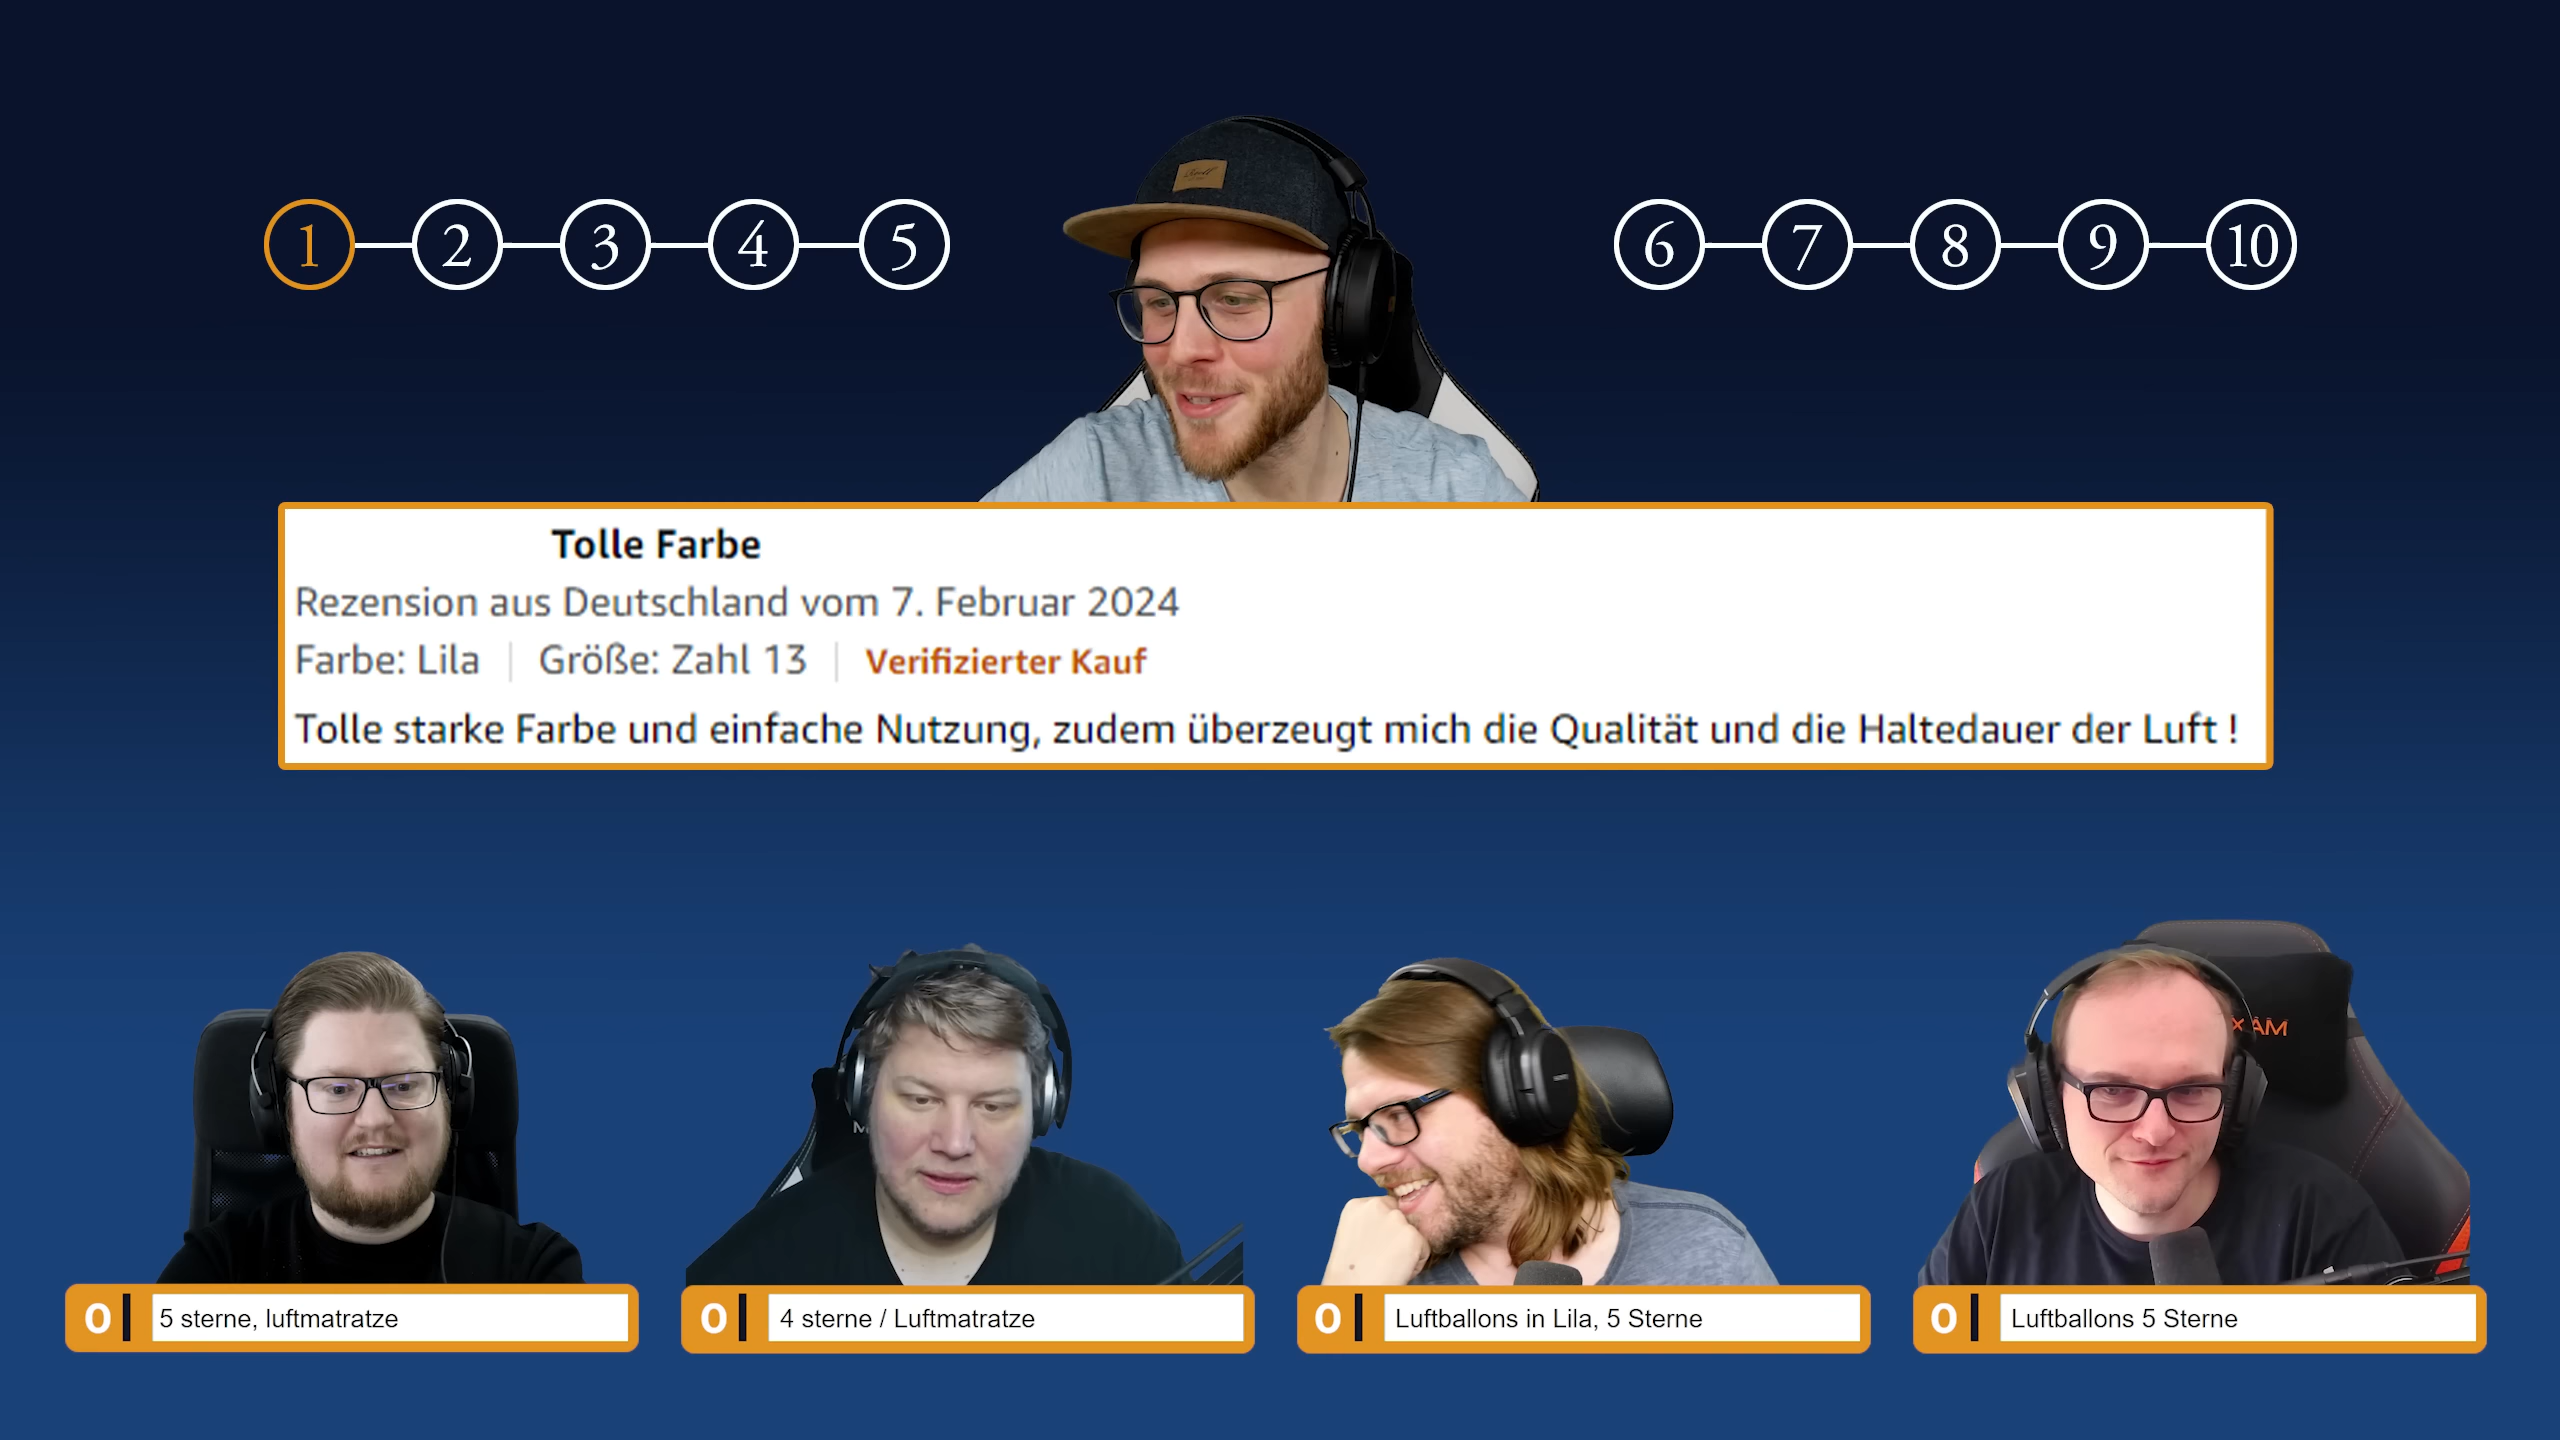 1 2 3 4 5 6 7 8 9 10
Tolle Farbe
Rezension aus Deutschland vom 7. Februar 2024
Farbe: Lila | Größe: Zahl 13 | Verifizierter Kauf
Tolle starke Farbe und einfache Nutzung, zudem überzeugt mich die Qualität und die Haltedauer der Luft !
0 | 5 sterne, luftmatratze
0 | 4 sterne / Luftmatratze
0 | Luftballons in Lila, 5 Sterne
0 | Luftballons 5 Sterne